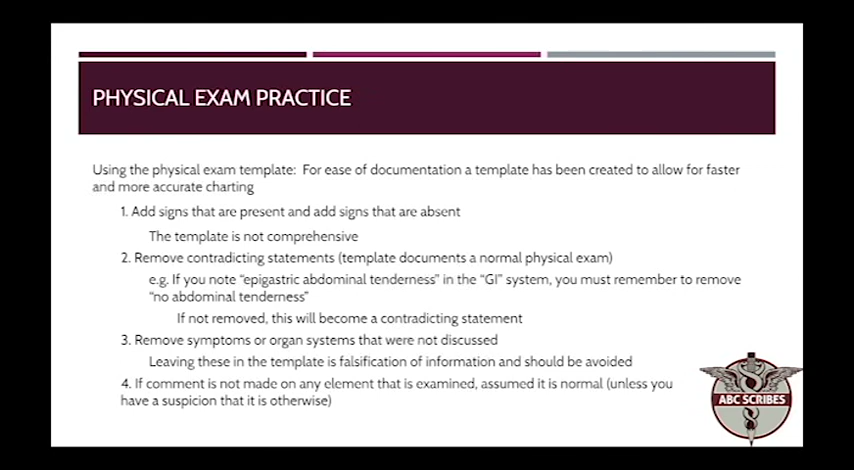 PHYSICAL EXAM PRACTICE
Using the physical exam template: For ease of documentation a template has been created to allow for faster
and more accurate charting
1. Add signs that are present and add signs that are absent
The template is not comprehensive
2. Remove contradicting statements (template documents a normal physical exam)
e.g. If you note “epigastric abdominal tenderness” in the “GI” system, you must remember to remove
“no abdominal tenderness”
If not removed, this will become a contradicting statement
3. Remove symptoms or organ systems that were not discussed
Leaving these in the template is falsification of information and should be avoided
4. If comment is not made on any element that is examined, assumed it is normal (unless you
have a suspicion that it is otherwise)
ABC SCRIBES